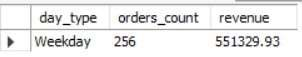 day_type orders_count revenue
Weekday 256 551329.93